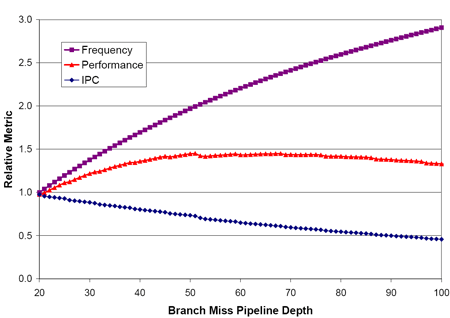 3.0
2.5
2.0
1.5
1.0
0.5
0.0
Relative Metric
Frequency
Performance
IPC
20 30 40 50 60 70 80 90 100
Branch Miss Pipeline Depth